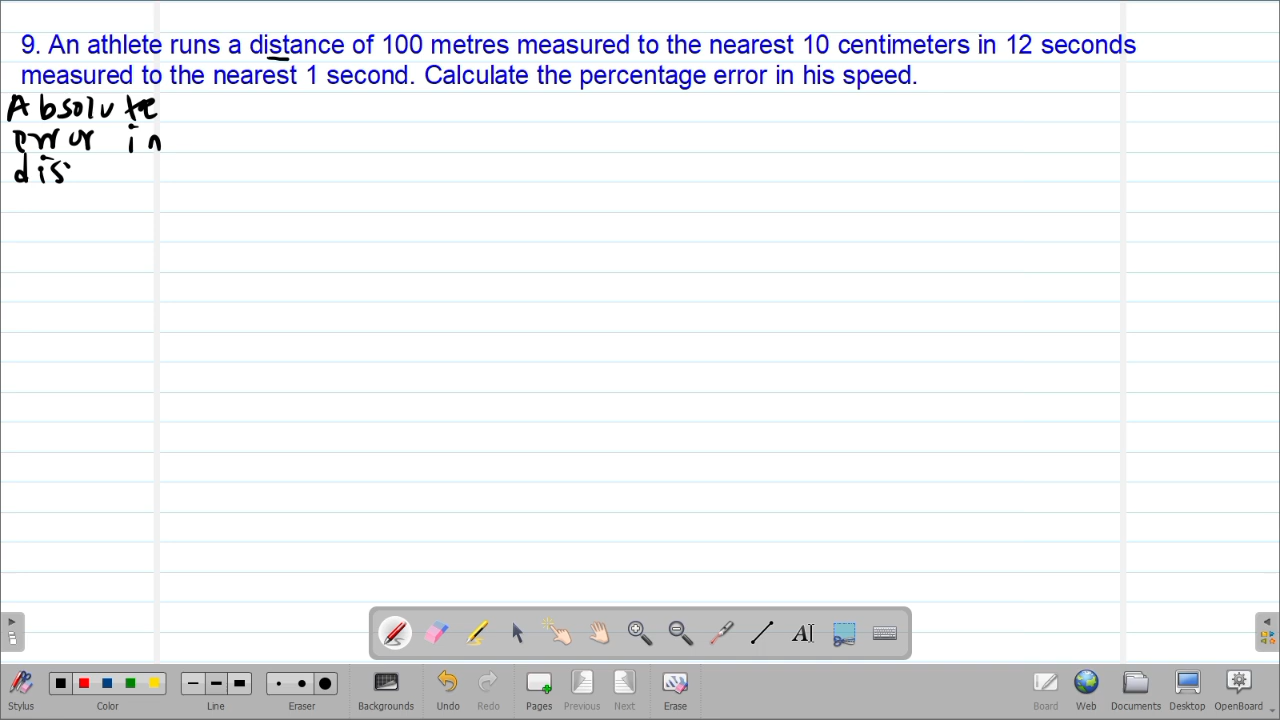 9. An athlete runs a distance of 100 metres measured to the nearest 10 centimeters in 12 seconds
measured to the nearest 1 second. Calculate the percentage error in his speed.
Absolute
error in
dis
Stylus
Color
Line
Eraser
Backgrounds
Undo
Redo
Pages
Previous
Next
Erase
Board
Web
Documents
Desktop
OpenBoard